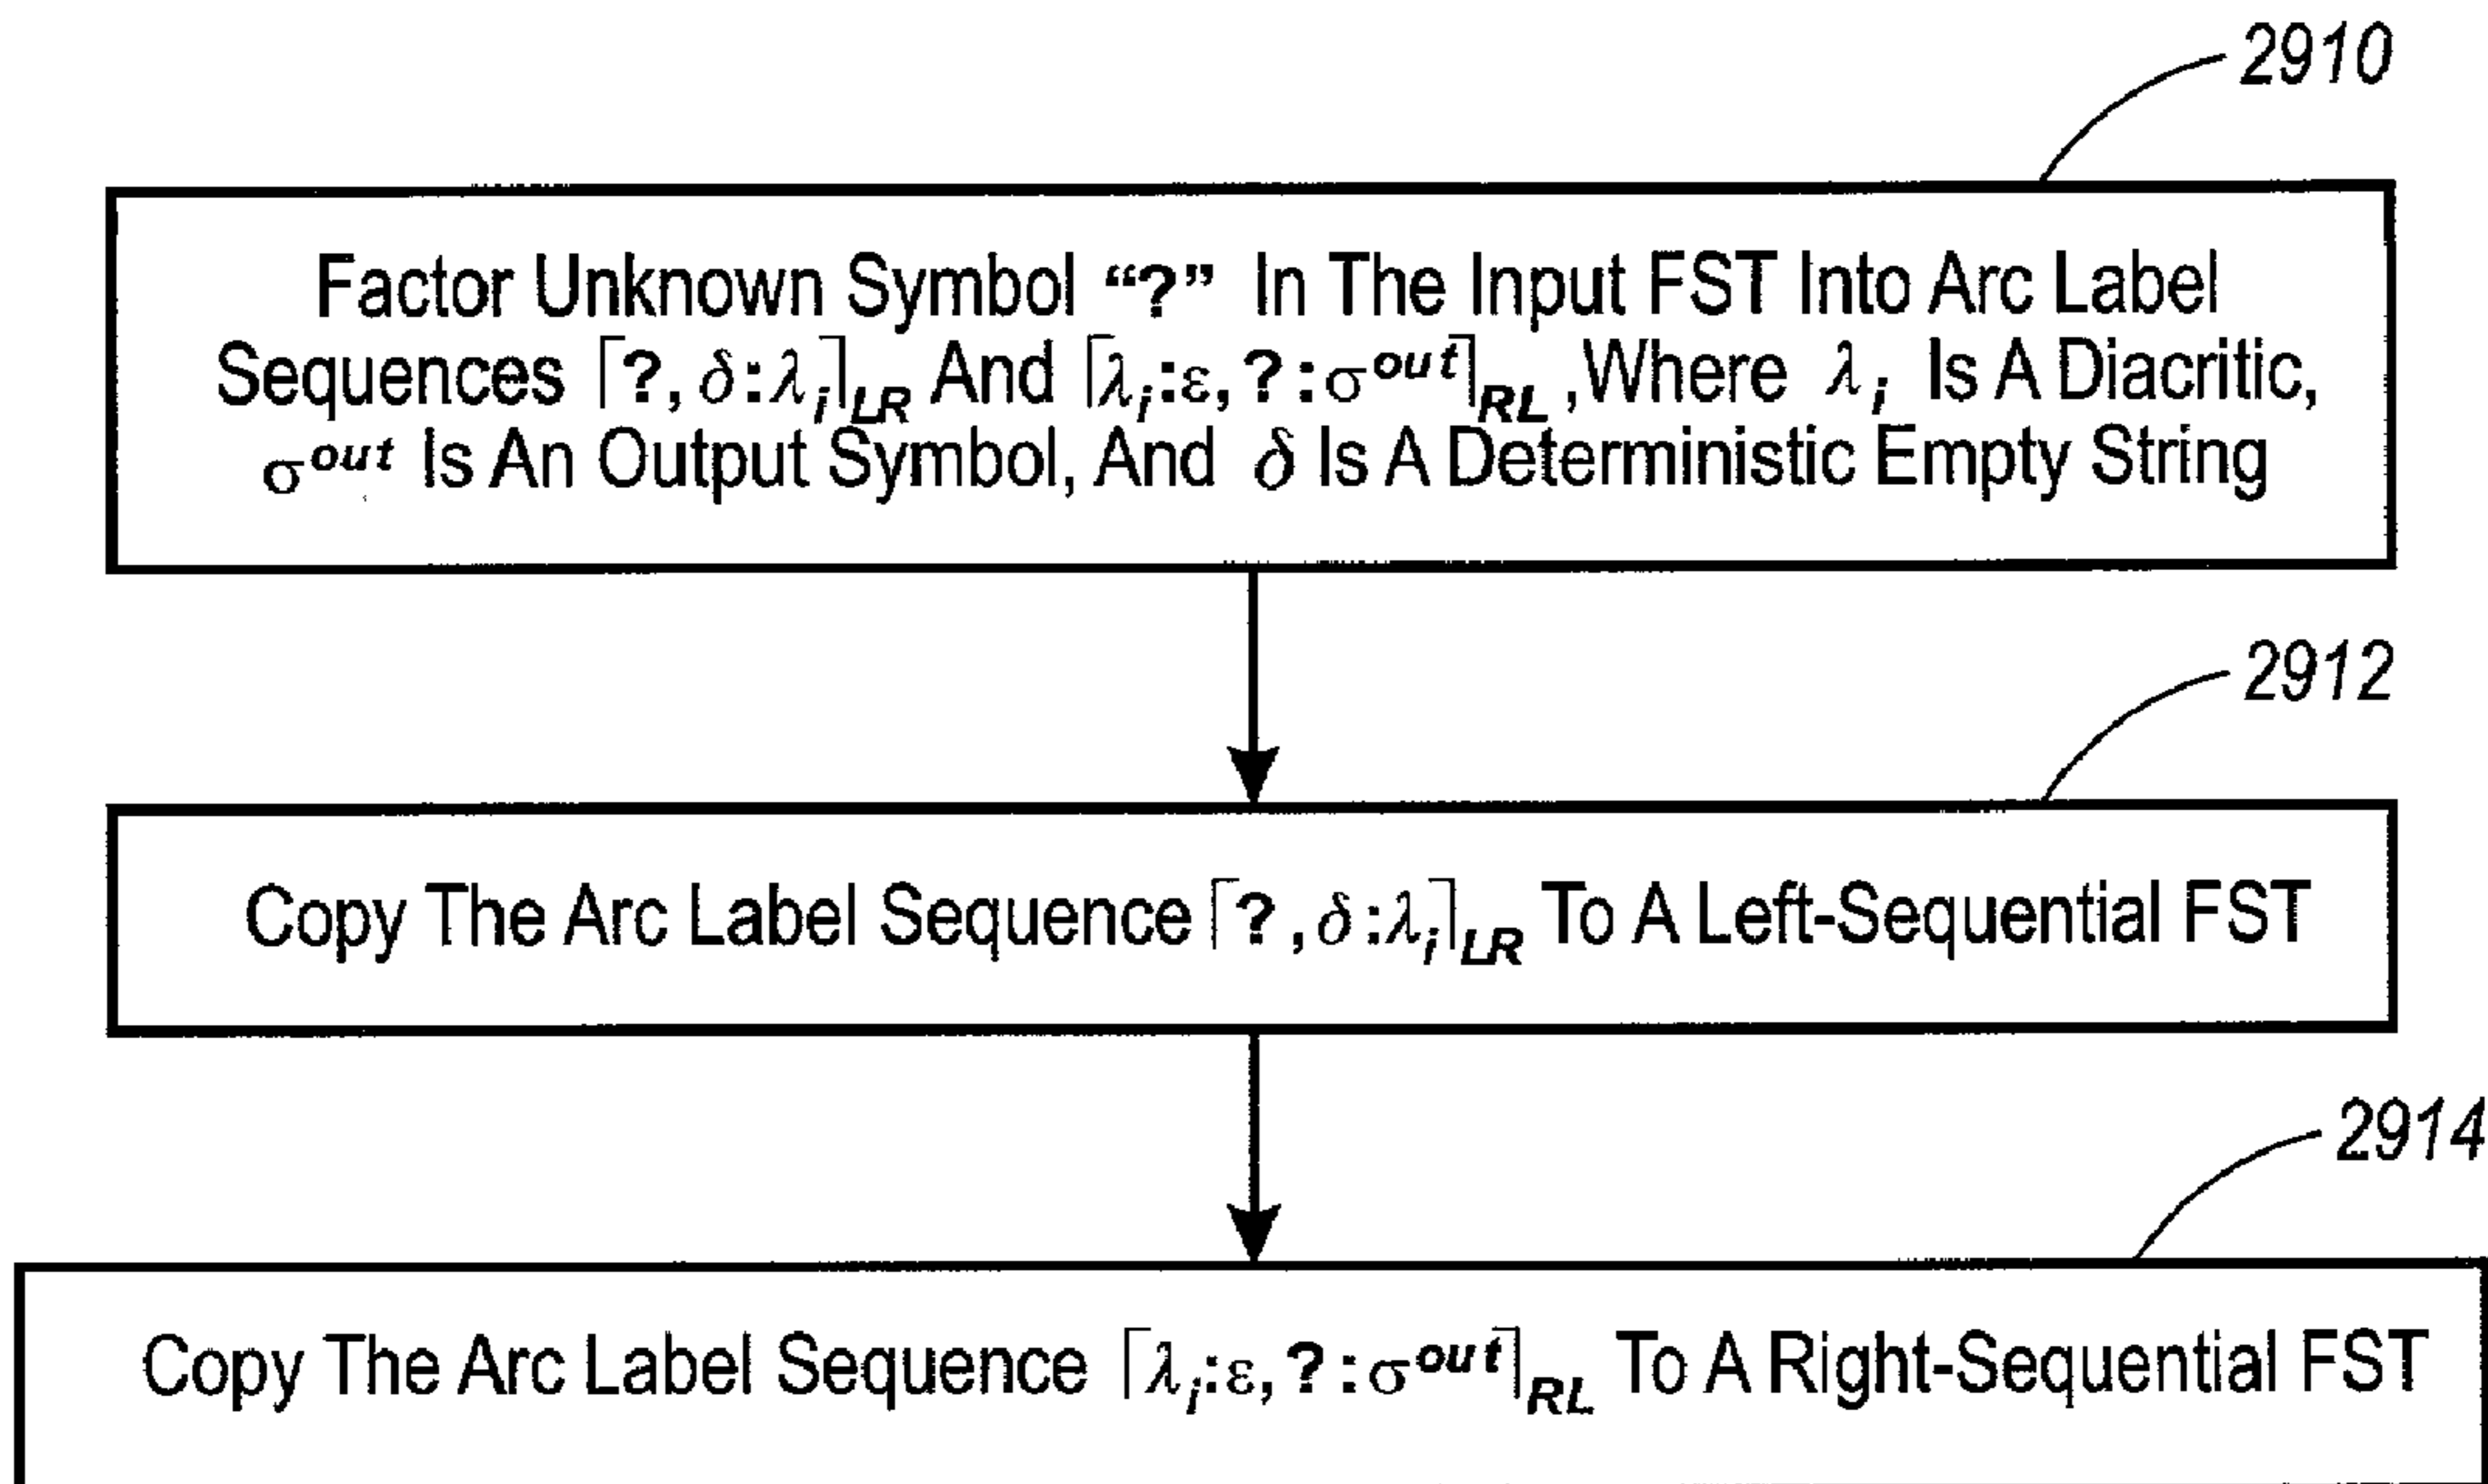 2910
Factor Unknown Symbol “?” In The Input FST Into Arc Label
Sequences ⌈?, δ:λᵢ⌉LR And ⌈λᵢ:ε, ?:σᵒᵘᵗ⌉RL ,Where λᵢ Is A Diacritic,
σᵒᵘᵗ Is An Output Symbol, And δ Is A Deterministic Empty String
2912
Copy The Arc Label Sequence ⌈?,δ:λᵢ⌉LR To A Left-Sequential FST
2914
Copy The Arc Label Sequence ⌈λᵢ:ε, ?:σᵒᵘᵗ⌉RL To A Right-Sequential FST